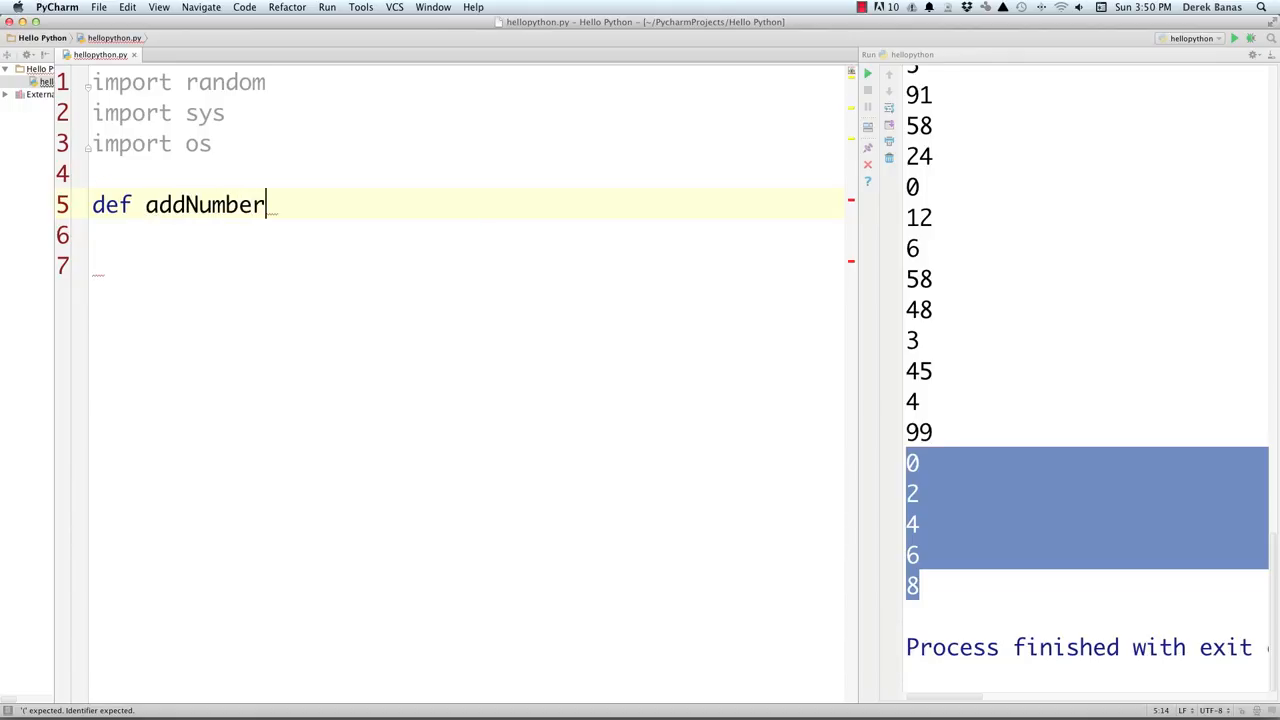 PyCharm File Edit View Navigate Code Refactor Run Tools VCS Window Help 10 Sun 3:50 PM Derek Banas
hellopython.py - Hello Python - [~/PycharmProjects/Hello Python]
Hello Python hellopython.py hellopython
hellopython.py × Run hellopython
Hello P
hell
Externa
1 import random
2 import sys
3 import os
4
5 def addNumber
6
7
91
58
24
0
12
6
58
48
3
45
4
99
0
2
4
6
8
Process finished with exit
'(' expected. Identifier expected. 5:14 LF UTF-8